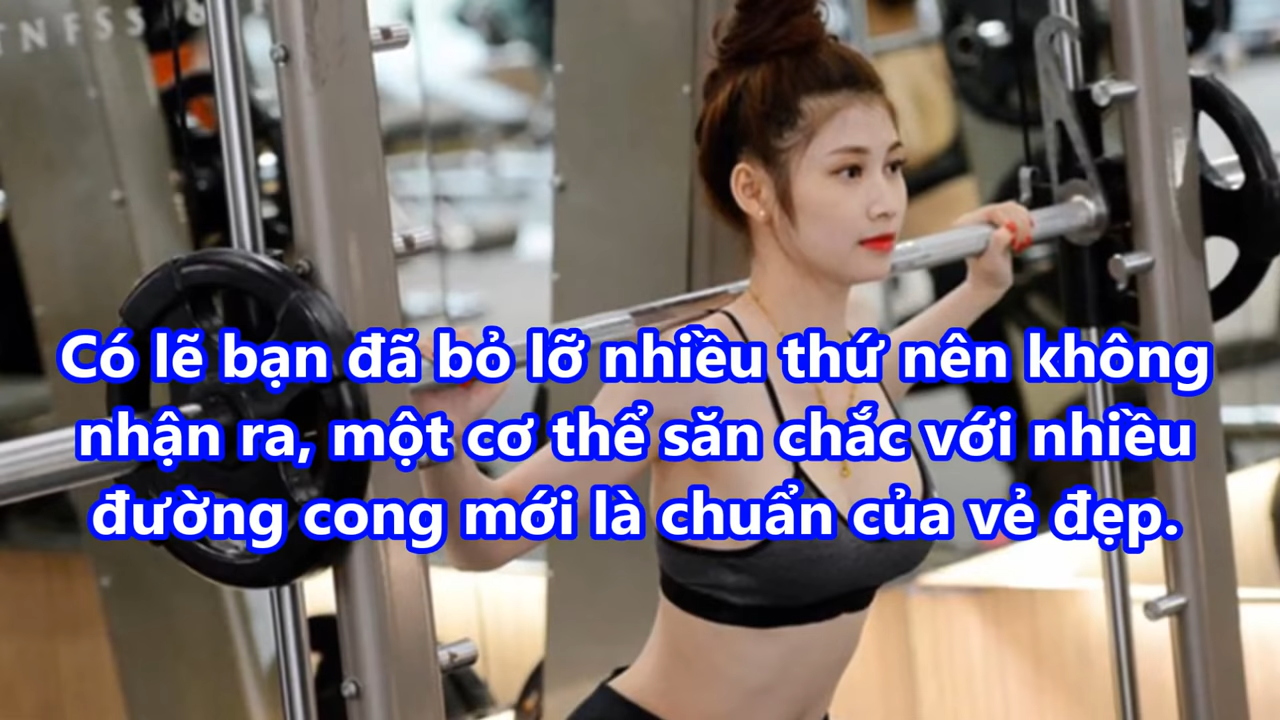 Có lẽ bạn đã bỏ lỡ nhiều thứ nên không
nhận ra, một cơ thể săn chắc với nhiều
đường cong mới là chuẩn của vẻ đẹp.